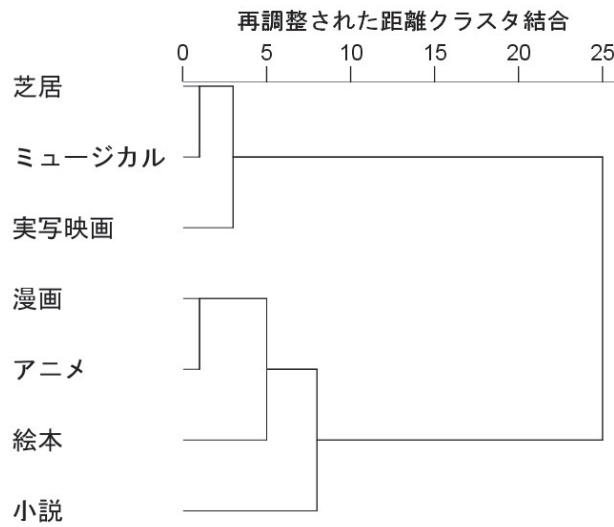 再調整された距離クラスタ結合
0 5 10 15 20 25
芝居
ミュージカル
実写映画
漫画
アニメ
絵本
小説